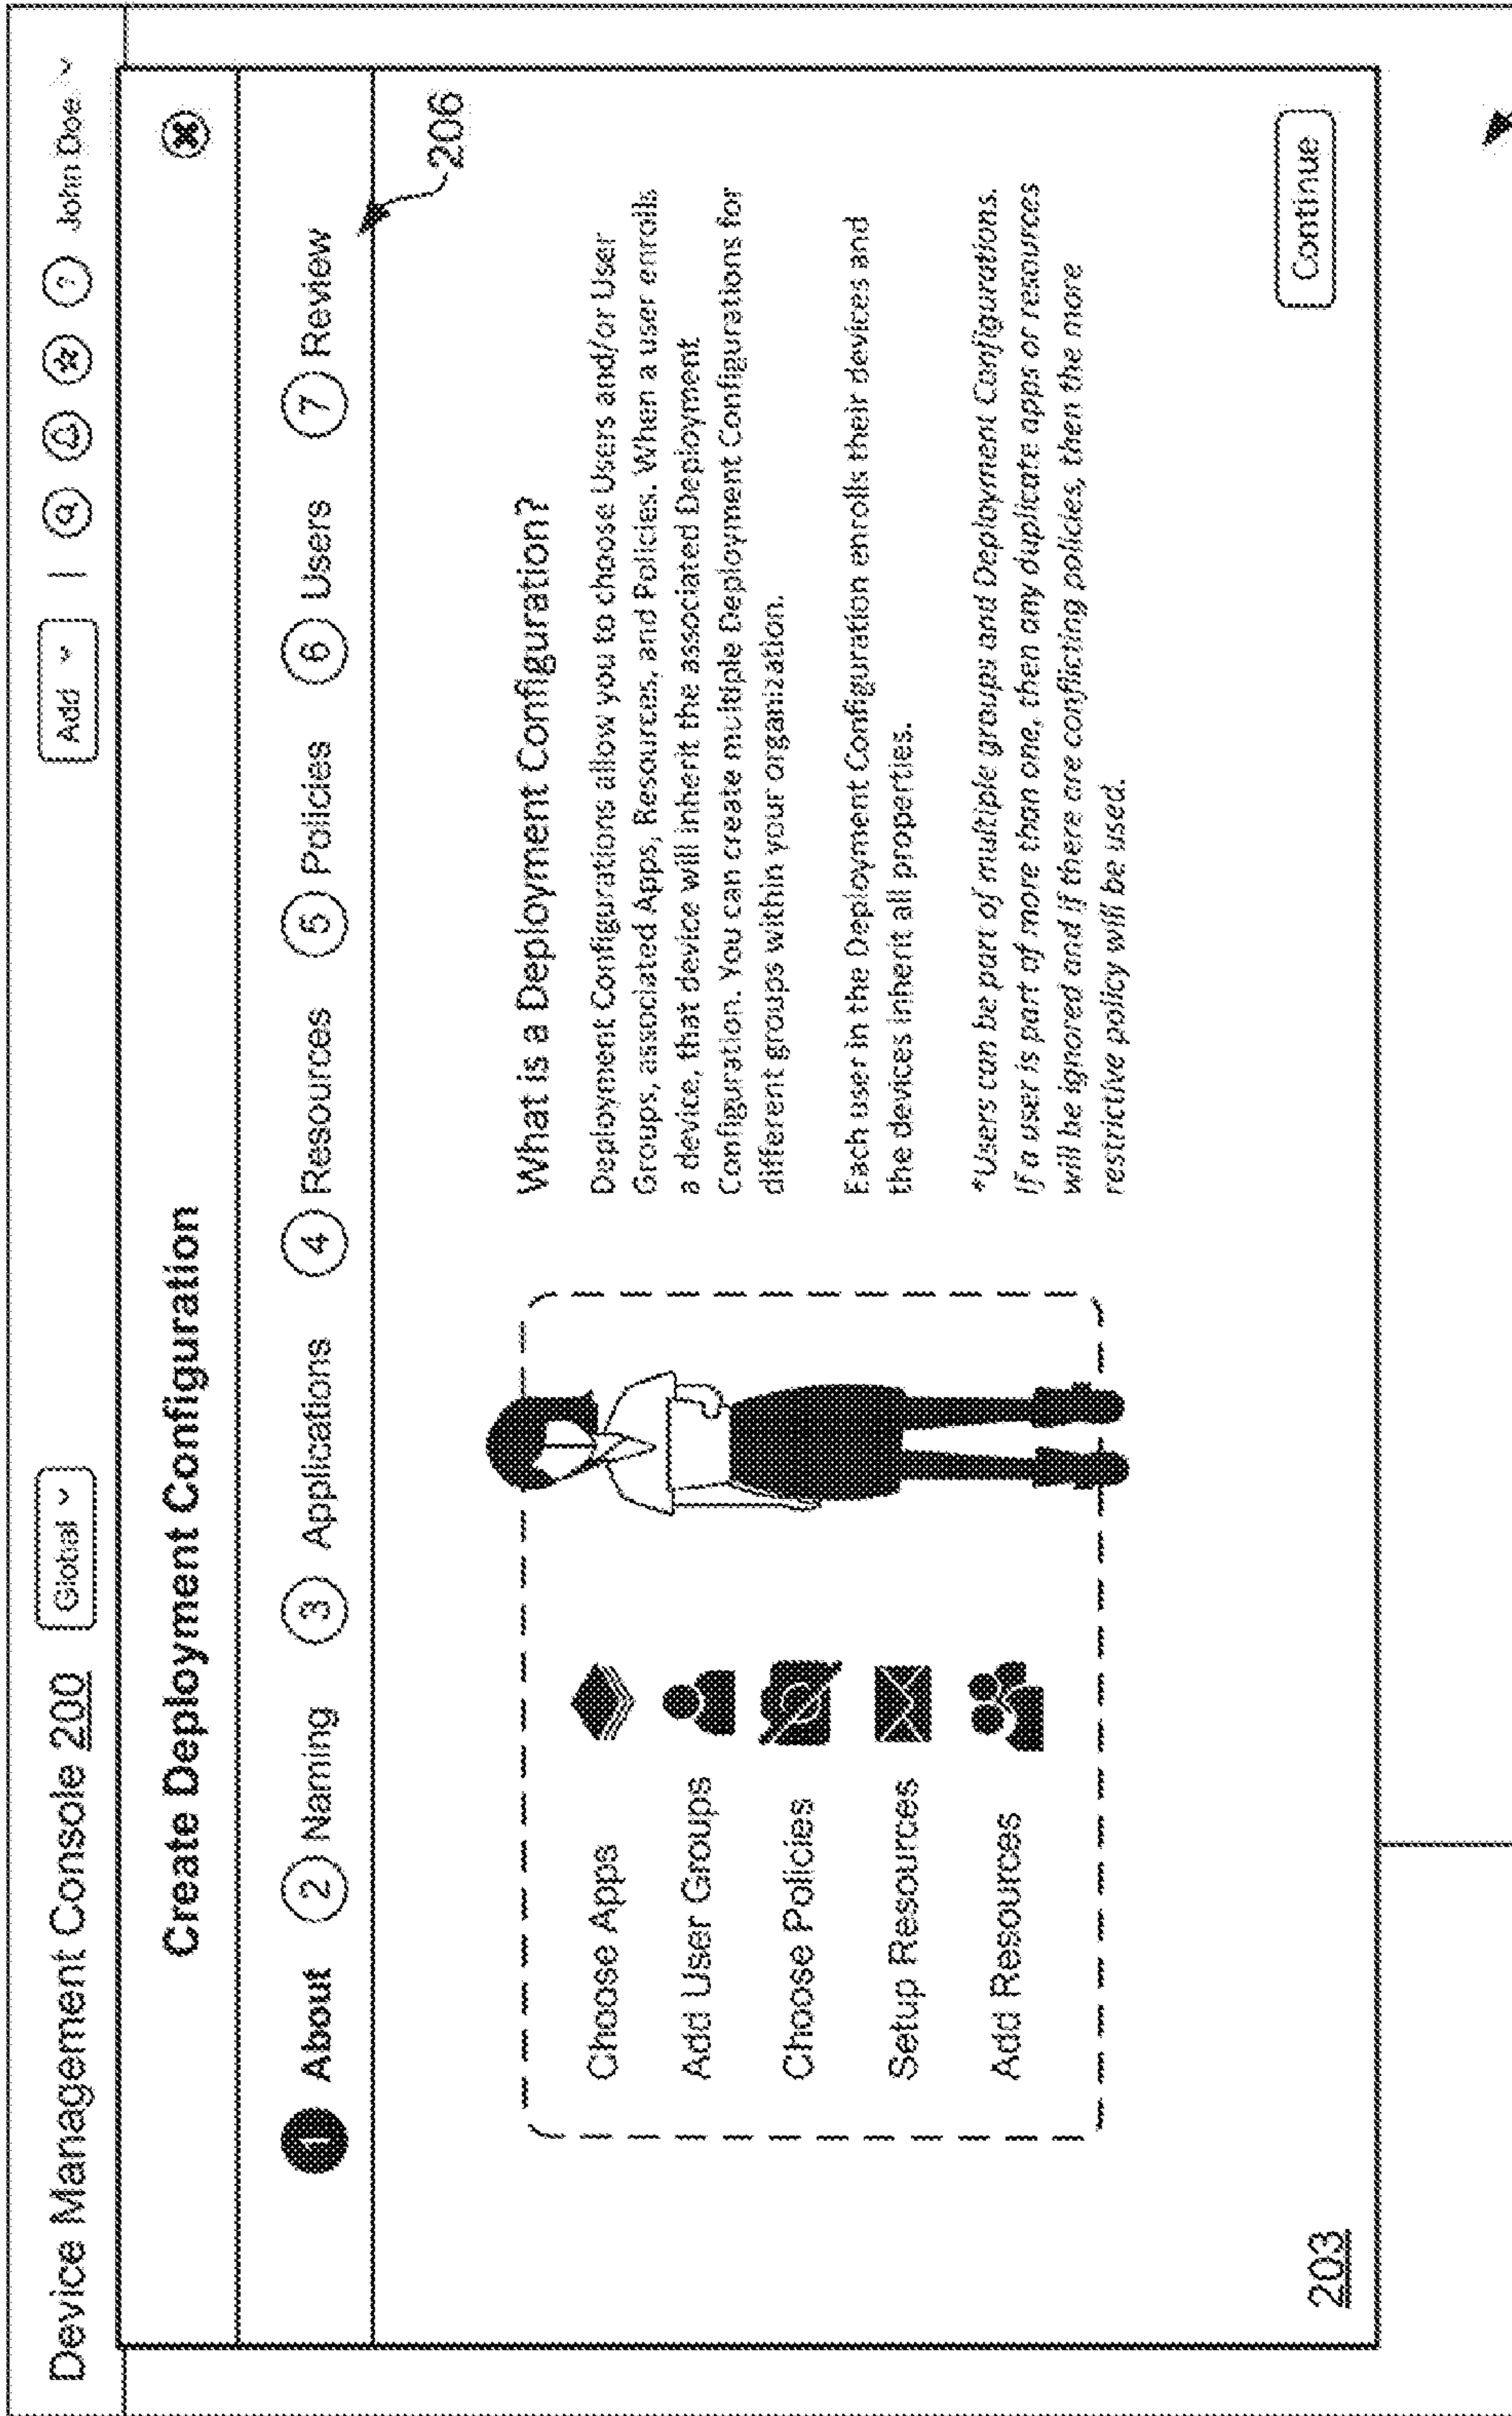 Device Management Console 200
Global
Add
John Doe
Create Deployment Configuration
1 About
2 Naming
3 Applications
4 Resources
5 Policies
6 Users
7 Review
206
Choose Apps
Add User Groups
Choose Policies
Setup Resources
Add Resources
What is a Deployment Configuration?
Deployment Configurations allow you to choose Users and/or User
Groups, associated Apps, Resources, and Policies. When a user enrolls
a device, that device will inherit the associated Deployment
Configuration. You can create multiple Deployment Configurations for
different groups within your organization.
Each user in the Deployment Configuration enrolls their devices and
the devices inherit all properties.
*Users can be part of multiple groups and Deployment Configurations.
If a user is part of more than one, then any duplicate apps or resources
will be ignored and if there are conflicting policies, then the more
restrictive policy will be used.
203
Continue